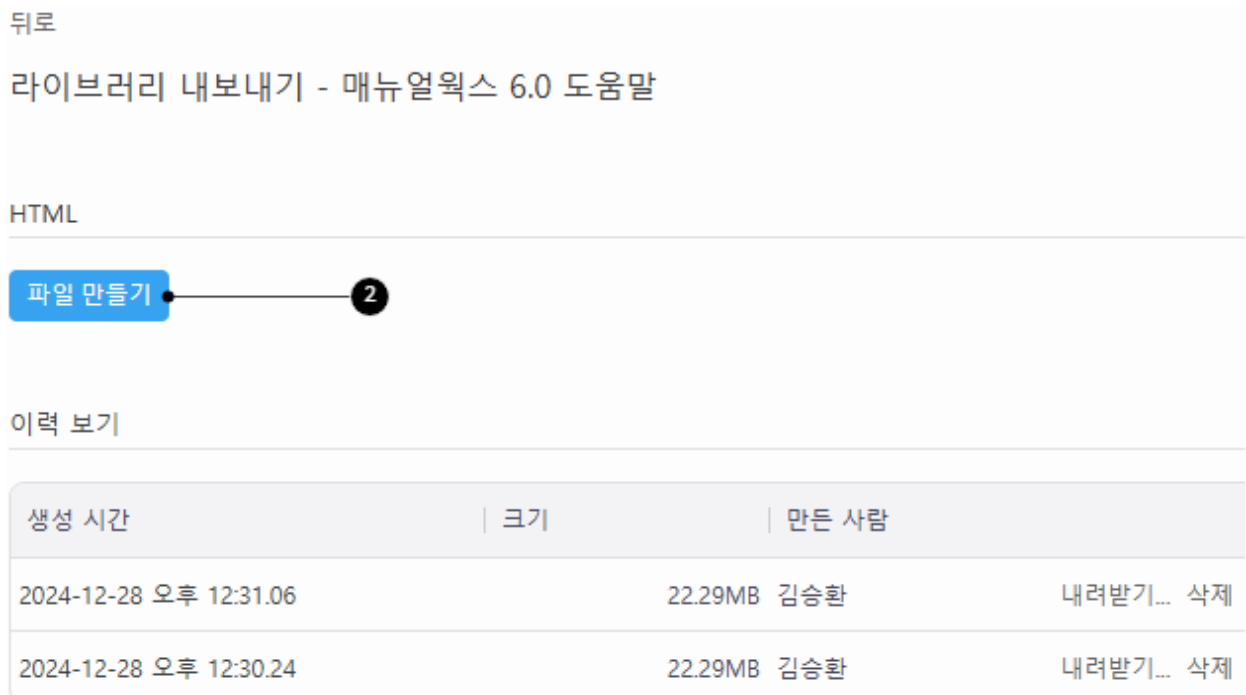 뒤로
라이브러리 내보내기 - 매뉴얼웍스 6.0 도움말
HTML
파일 만들기 2
이력 보기
생성 시간 크기 만든 사람
2024-12-28 오후 12:31.06 22.29MB 김승환 내려받기... 삭제
2024-12-28 오후 12:30.24 22.29MB 김승환 내려받기... 삭제